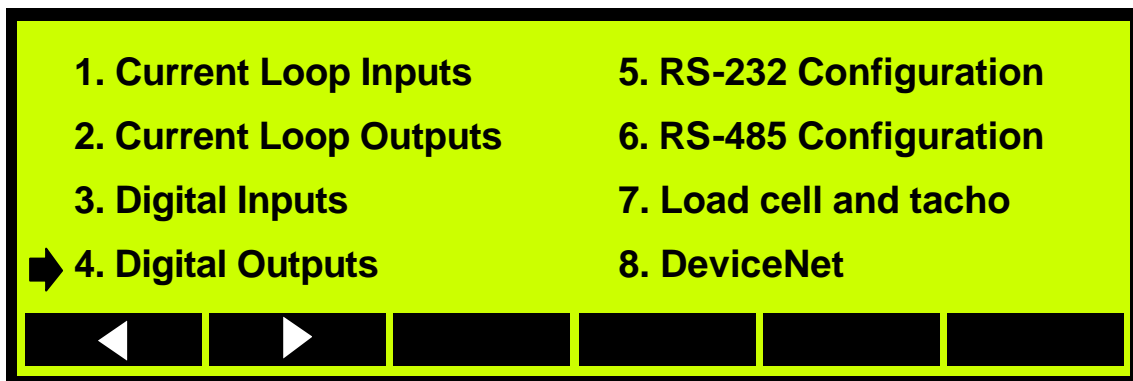 1. Current Loop Inputs
2. Current Loop Outputs
3. Digital Inputs
4. Digital Outputs
5. RS-232 Configuration
6. RS-485 Configuration
7. Load cell and tacho
8. DeviceNet